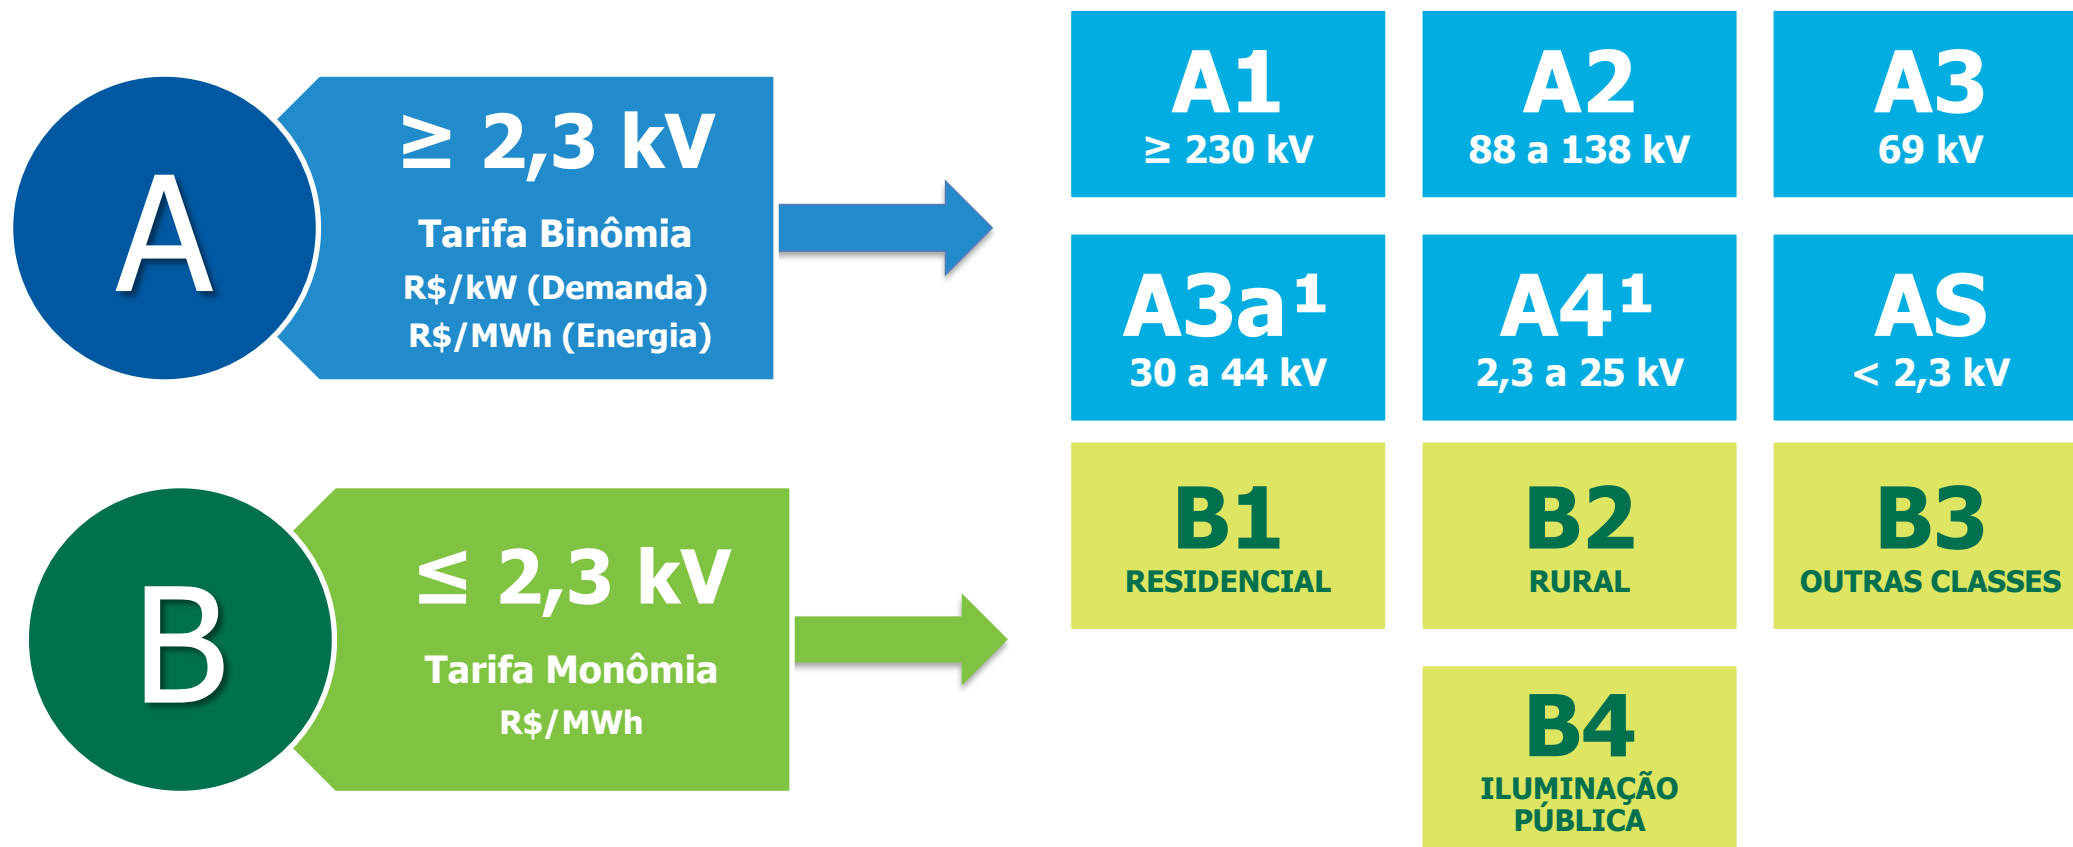 A
≥ 2,3 kV
Tarifa Binômia
R$/kW (Demanda)
R$/MWh (Energia)
A1
≥ 230 kV
A2
88 a 138 kV
A3
69 kV
A3a¹
30 a 44 kV
A4¹
2,3 a 25 kV
AS
< 2,3 kV
B
≤ 2,3 kV
Tarifa Monômia
R$/MWh
B1
RESIDENCIAL
B2
RURAL
B3
OUTRAS CLASSES
B4
ILUMINAÇÃO
PÚBLICA